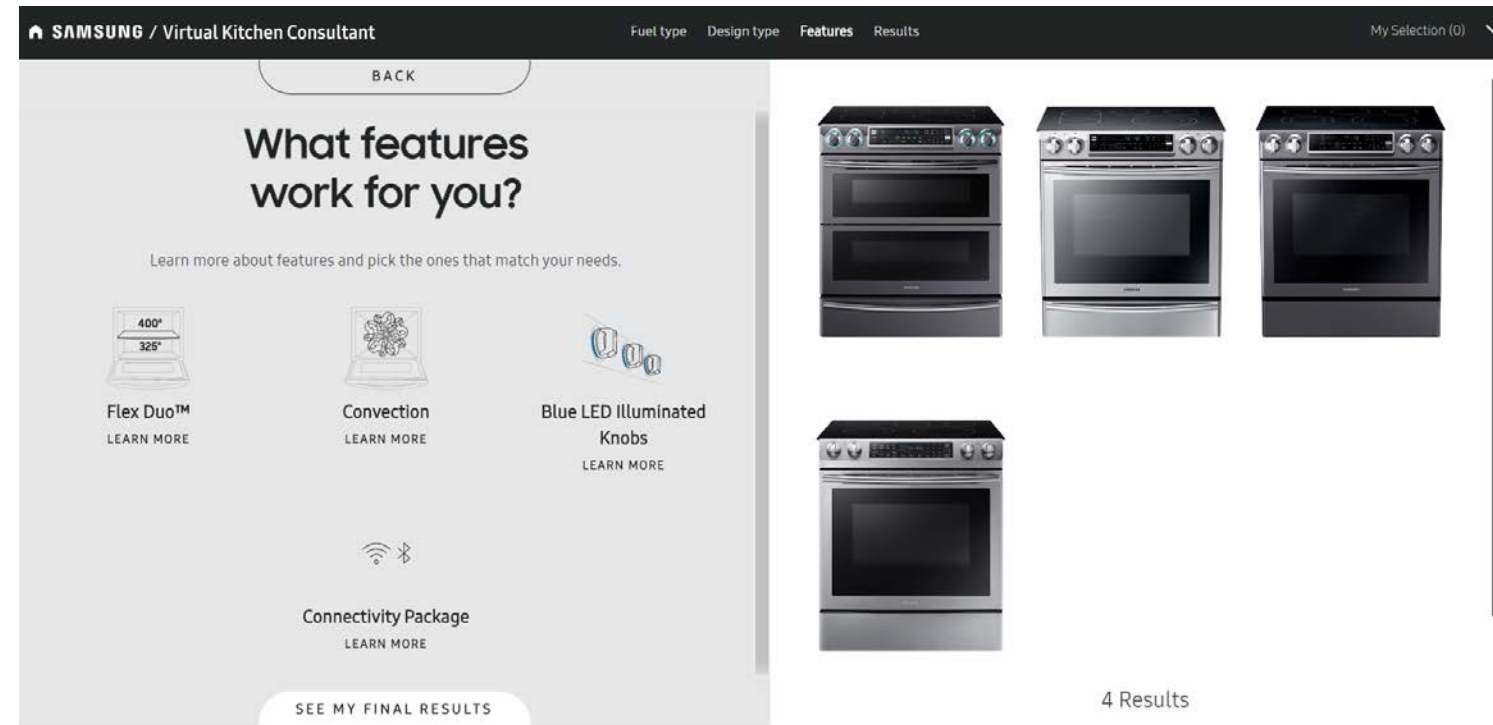 SAMSUNG / Virtual Kitchen Consultant
Fuel type Design type Features Results
My Selection (0)
BACK
What features
work for you?
Learn more about features and pick the ones that match your needs.
400°
325°
Flex Duo™
LEARN MORE
Convection
LEARN MORE
Blue LED Illuminated
Knobs
LEARN MORE
Connectivity Package
LEARN MORE
SEE MY FINAL RESULTS
4 Results